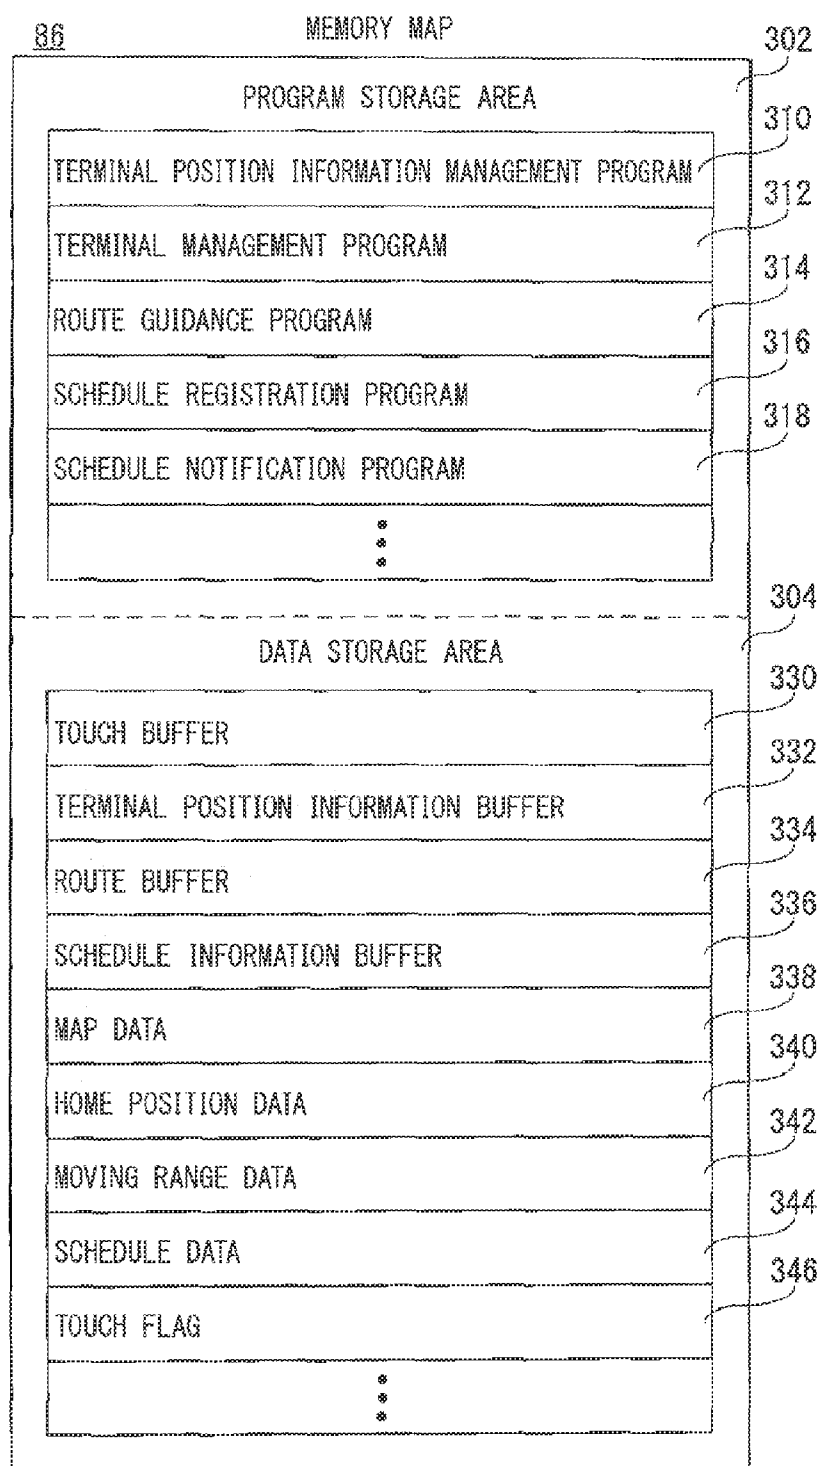 86
MEMORY MAP
302
PROGRAM STORAGE AREA
310
TERMINAL POSITION INFORMATION MANAGEMENT PROGRAM
312
TERMINAL MANAGEMENT PROGRAM
314
ROUTE GUIDANCE PROGRAM
316
SCHEDULE REGISTRATION PROGRAM
318
SCHEDULE NOTIFICATION PROGRAM
304
DATA STORAGE AREA
330
TOUCH BUFFER
332
TERMINAL POSITION INFORMATION BUFFER
334
ROUTE BUFFER
336
SCHEDULE INFORMATION BUFFER
338
MAP DATA
340
HOME POSITION DATA
342
MOVING RANGE DATA
344
SCHEDULE DATA
346
TOUCH FLAG